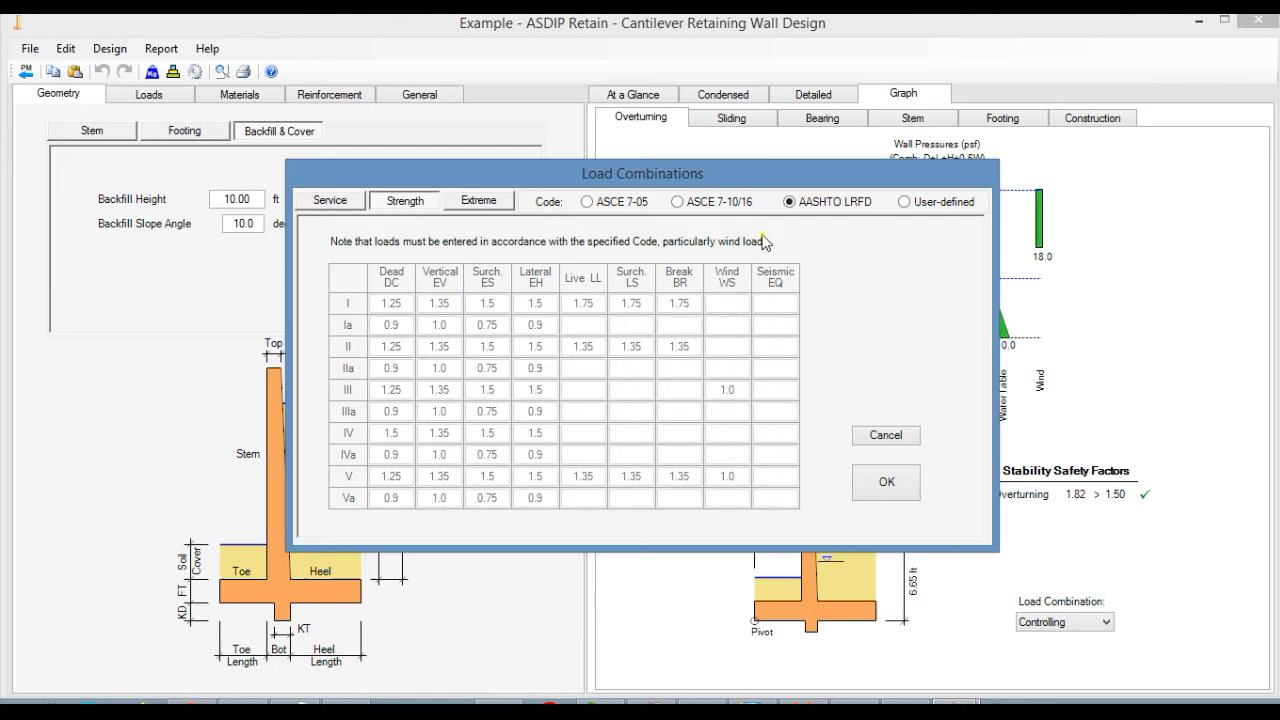 Example - ASDIP Retain - Cantilever Retaining Wall Design
File Edit Design Report Help
PM
Geometry Loads Materials Reinforcement General
At a Glance Condensed Detailed Graph
Stem Footing Backfill & Cover
Overturning Sliding Bearing Stem Footing Construction
Wall Pressures (psf)
(Comb: D+L+H+0.6W)
Backfill Height 10.00 ft
Backfill Slope Angle 10.0 de
Load Combinations
Service Strength Extreme Code: ASCE 7-05 ASCE 7-10/16 AASHTO LRFD User-defined
Note that loads must be entered in accordance with the specified Code, particularly wind load
Dead DC Vertical EV Surch. ES Lateral EH Live LL Surch. LS Break BR Wind WS Seismic EQ
I 1.25 1.35 1.5 1.5 1.75 1.75 1.75
Ia 0.9 1.0 0.75 0.9
II 1.25 1.35 1.5 1.5 1.35 1.35 1.35
IIa 0.9 1.0 0.75 0.9
III 1.25 1.35 1.5 1.5 1.0
IIIa 0.9 1.0 0.75 0.9
IV 1.5 1.35 1.5 1.5
IVa 0.9 1.0 0.75 0.9
V 1.25 1.35 1.5 1.5 1.35 1.35 1.35 1.0
Va 0.9 1.0 0.75 0.9
Cancel
OK
18.0
0.0
Water Table
Wind
Stability Safety Factors
Overturning 1.82 > 1.50
Top
Stem
Soil
Cover
FT
KD
Toe Heel
KT
Toe Length
Bot
Heel Length
6.65 ft
Pivot
Load Combination:
Controlling